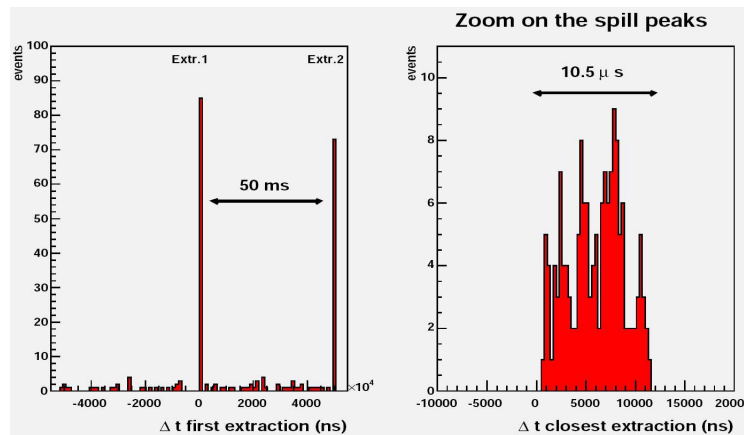 Zoom on the spill peaks
events
100
90
80
70
60
50
40
30
20
10
0
Extr.1
Extr.2
50 ms
-4000 -2000 0 2000 4000
×10⁴
Δ t first extraction (ns)
events
10
8
6
4
2
0
10.5 μ s
-10000 -5000 0 5000 10000 15000 2000
Δ t closest extraction (ns)